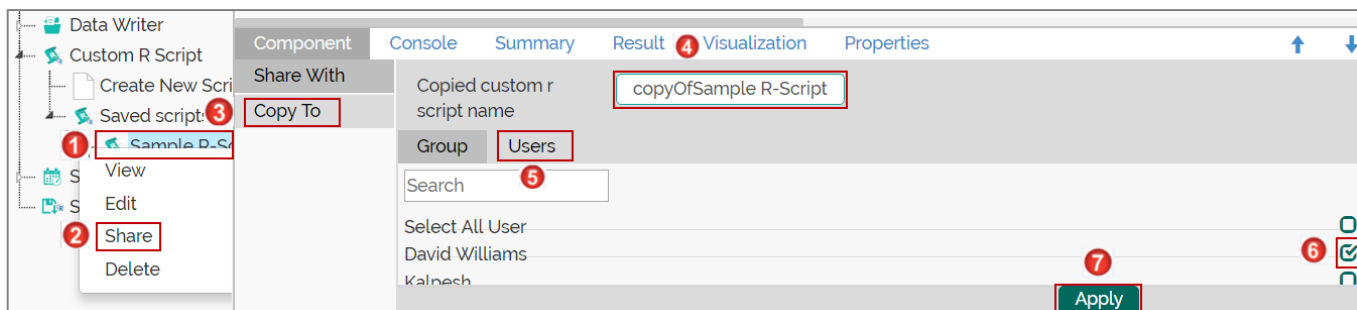 Data Writer
Custom R Script
Create New Scri
Saved scripts 3
1 Sample R-Sc
View
S
Edit
S
2 Share
Delete
Component Console Summary Result 4 Visualization Properties
Share With
Copy To
Copied custom r
script name
copyOfSample R-Script
Group Users
Search 5
Select All User
David Williams 6
Kalpesh
7
Apply